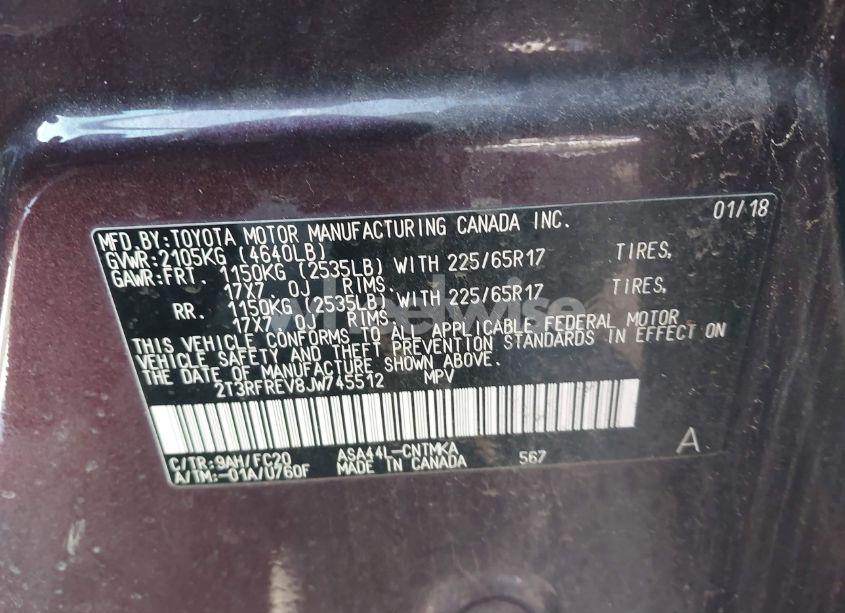 01/18
MFD.BY:TOYOTA MOTOR MANUFACTURING CANADA INC.
GVWR:2105KG (4640LB)
GAWR:FRT. 1150KG (2535LB) WITH 225/65R17 TIRES,
17X7.0J RIMS.
RR. 1150KG (2535LB) WITH 225/65R17 TIRES,
17X7.0J RIMS.
THIS VEHICLE CONFORMS TO ALL APPLICABLE FEDERAL MOTOR
VEHICLE SAFETY AND THEFT PREVENTION STANDARDS IN EFFECT ON
THE DATE OF MANUFACTURE SHOWN ABOVE.
2T3RFREV8JW745512 MPV
C/TR:9AH/FC20 ASA44L-CNTMKA 567 A
A/TM:-01A/U760F MADE IN CANADA